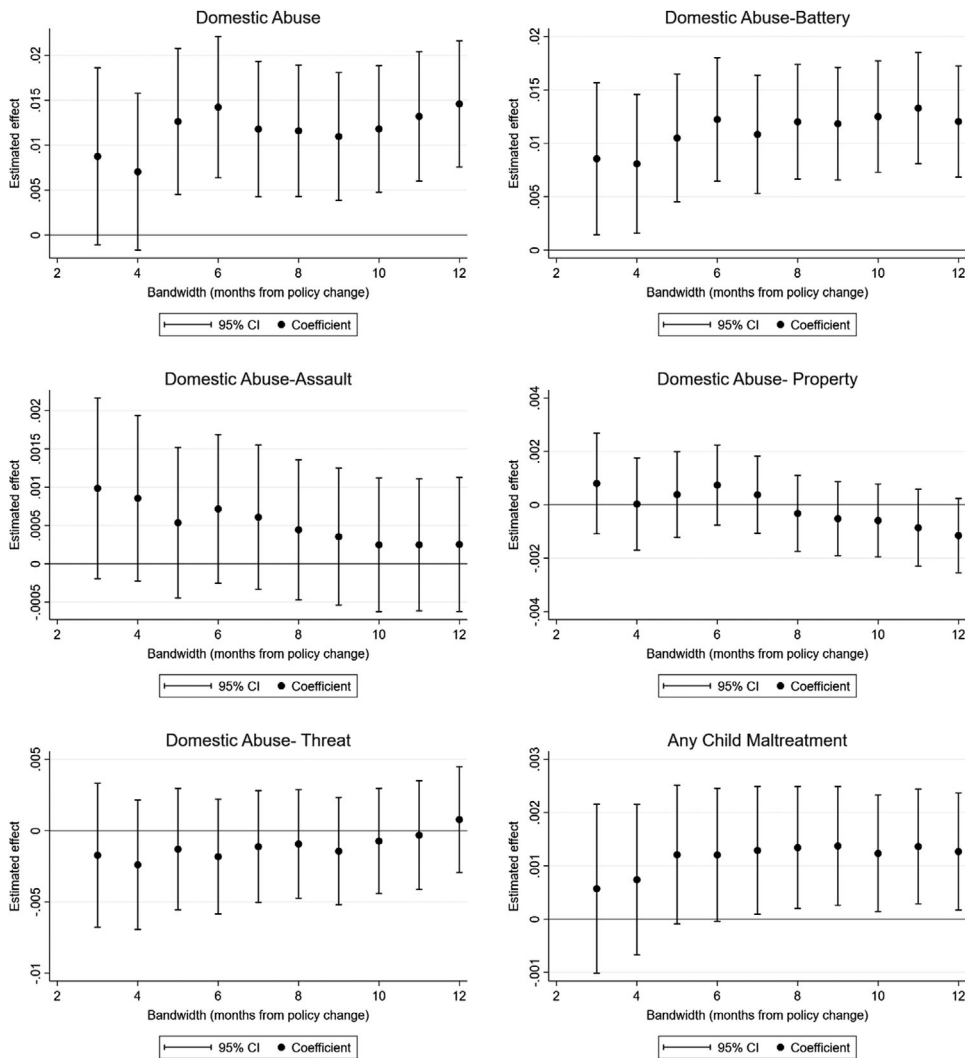 Domestic Abuse
Estimated effect
.02
.015
.01
.005
0
2 4 6 8 10 12
Bandwidth (months from policy change)
95% CI Coefficient
Domestic Abuse-Battery
Estimated effect
.02
.015
.01
.005
0
2 4 6 8 10 12
Bandwidth (months from policy change)
95% CI Coefficient
Domestic Abuse-Assault
Estimated effect
.002
.0015
.001
.0005
0
-.0005
2 4 6 8 10 12
Bandwidth (months from policy change)
95% CI Coefficient
Domestic Abuse- Property
Estimated effect
.004
.002
0
-.002
-.004
2 4 6 8 10 12
Bandwidth (months from policy change)
95% CI Coefficient
Domestic Abuse- Threat
Estimated effect
.005
0
-.005
-.01
2 4 6 8 10 12
Bandwidth (months from policy change)
95% CI Coefficient
Any Child Maltreatment
Estimated effect
.003
.002
.001
0
-.001
2 4 6 8 10 12
Bandwidth (months from policy change)
95% CI Coefficient